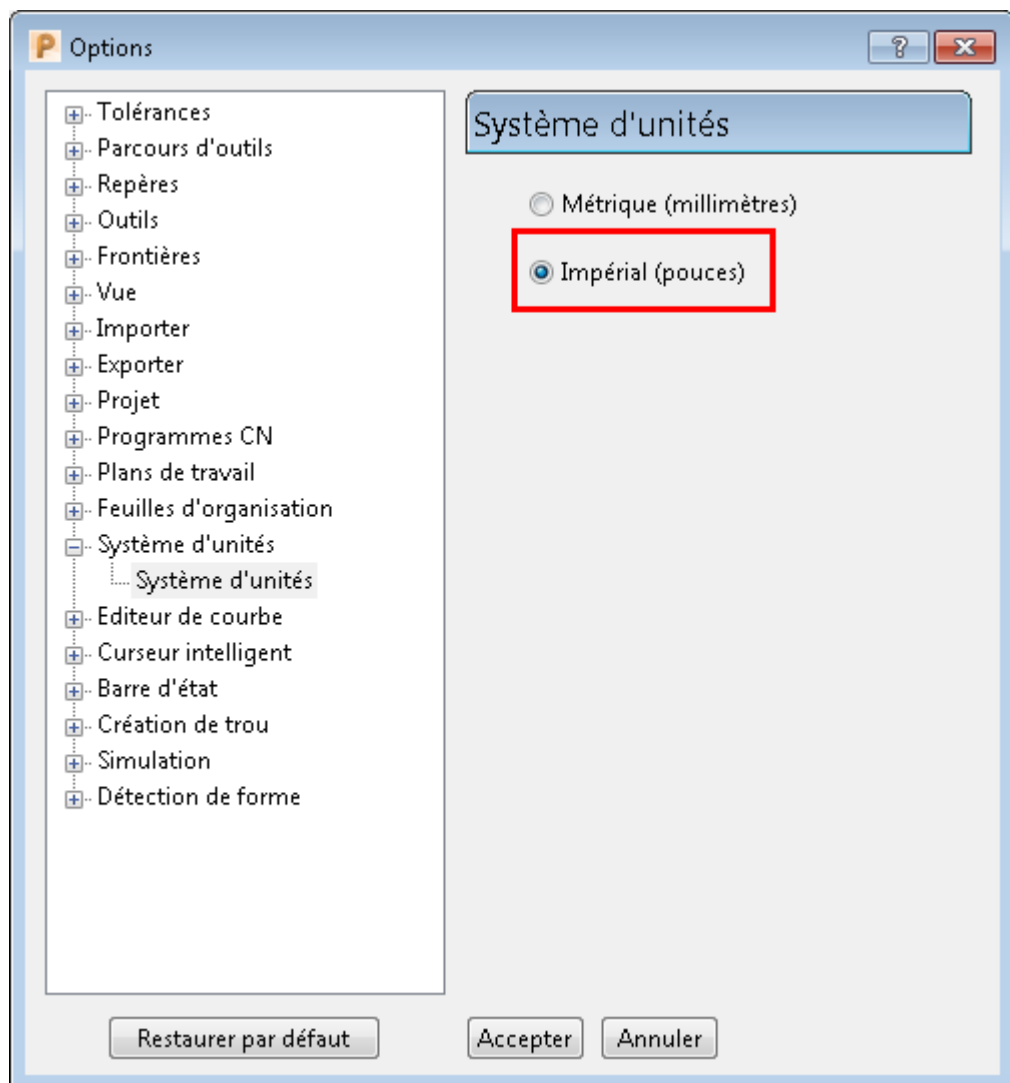 Options
Tolérances
Parcours d'outils
Repères
Outils
Frontières
Vue
Importer
Exporter
Projet
Programmes CN
Plans de travail
Feuilles d'organisation
Système d'unités
Système d'unités
Editeur de courbe
Curseur intelligent
Barre d'état
Création de trou
Simulation
Détection de forme
Système d'unités
Métrique (millimètres)
Impérial (pouces)
Restaurer par défaut
Accepter
Annuler